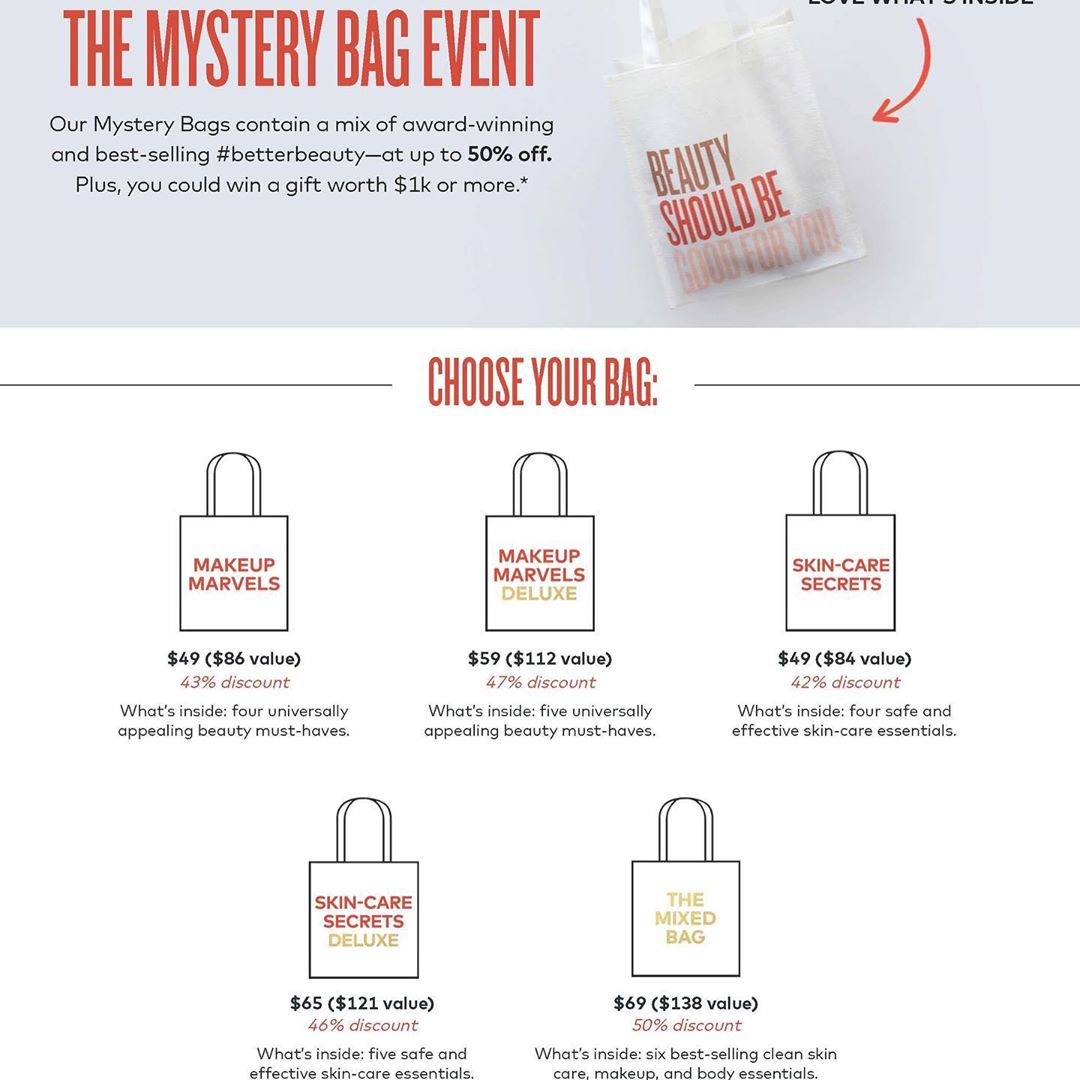 LOVE WHAT'S INSIDE
THE MYSTERY BAG EVENT
Our Mystery Bags contain a mix of award-winning
and best-selling #betterbeauty—at up to 50% off.
Plus, you could win a gift worth $1k or more.*
BEAUTY
SHOULD BE
GOOD FOR YOU
CHOOSE YOUR BAG:
MAKEUP
MARVELS
$49 ($86 value)
43% discount
What's inside: four universally
appealing beauty must-haves.
MAKEUP
MARVELS
DELUXE
$59 ($112 value)
47% discount
What's inside: five universally
appealing beauty must-haves.
SKIN-CARE
SECRETS
$49 ($84 value)
42% discount
What's inside: four safe and
effective skin-care essentials.
SKIN-CARE
SECRETS
DELUXE
$65 ($121 value)
46% discount
What's inside: five safe and
effective skin-care essentials.
THE
MIXED
BAG
$69 ($138 value)
50% discount
What's inside: six best-selling clean skin
care, makeup, and body essentials.